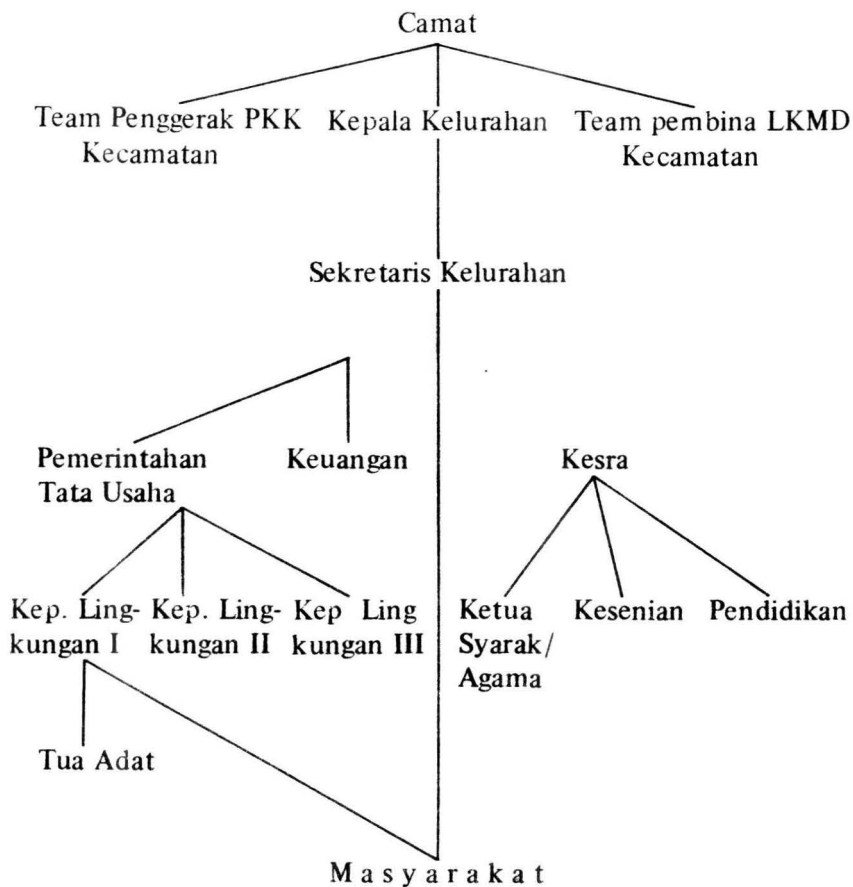 Camat
Team Penggerak PKK Kepala Kelurahan Team pembina LKMD
Kecamatan Kecamatan
Sekretaris Kelurahan
Pemerintahan Keuangan Kesra
Tata Usaha
Kep. Ling- Kep. Ling- Kep Ling Ketua Kesenian Pendidikan
kungan I kungan II kungan III Syarak/
Agama
Tua Adat
Masyarakat